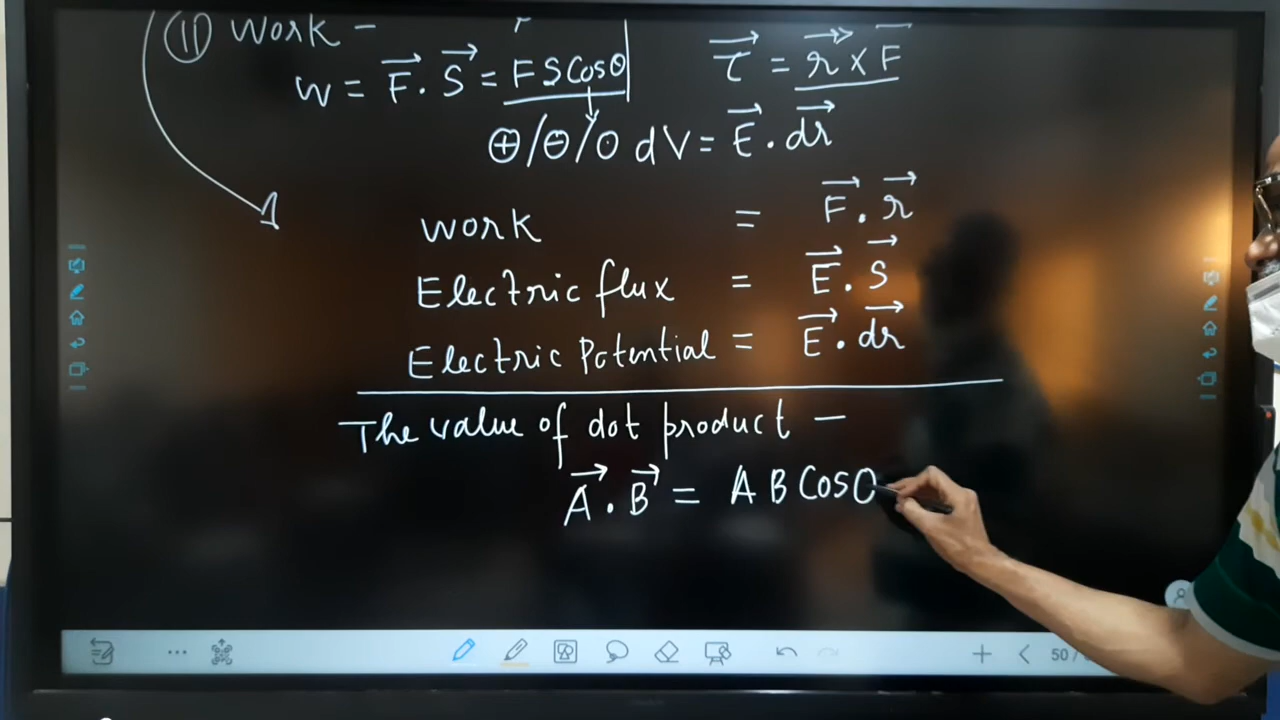 (11) Work -
W = F. S = FS Cosθ
τ = r × F
⊕/⊖/0 dV = E . dr
Work = F . r
Electric flux = E . S
Electric Potential = E . dr
The value of dot product -
A . B = A B Cosθ
50 /